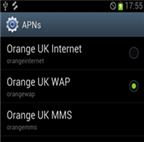 17:55
APNs
Orange UK Internet
orangeinternet
Orange UK WAP
orangewap
Orange UK MMS
orangemms